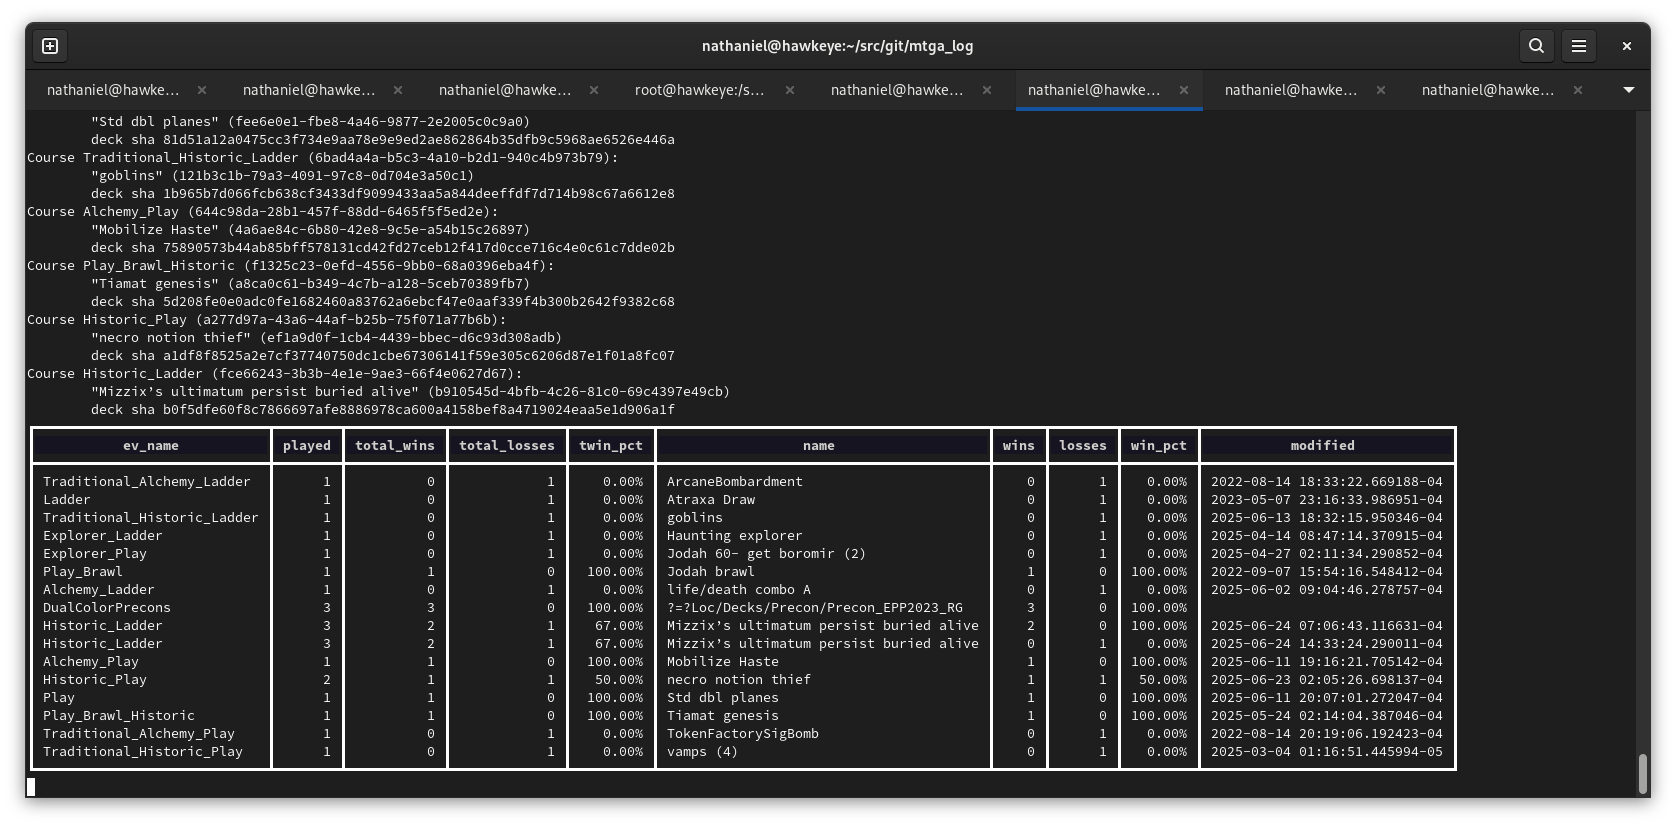 nathaniel@hawkeye:~/src/git/mtga_log
nathaniel@hawke... nathaniel@hawke... nathaniel@hawke... root@hawkeye:/s... nathaniel@hawke... nathaniel@hawke... nathaniel@hawke... nathaniel@hawke...
"Std dbl planes" (fee6e0e1-fbe8-4a46-9877-2e2005c0c9a0)
deck sha 81d51a12a0475cc3f734e9aa78e9e9ed2ae862864b35dfb9c5968ae6526e446a
Course Traditional_Historic_Ladder (6bad4a4a-b5c3-4a10-b2d1-940c4b973b79):
"goblins" (121b3c1b-79a3-4091-97c8-0d704e3a50c1)
deck sha 1b965b7d066fcb638cf3433df9099433aa5a844deeffdf7d714b98c67a6612e8
Course Alchemy_Play (644c98da-28b1-457f-88dd-6465f5f5ed2e):
"Mobilize Haste" (4a6ae84c-6b80-42e8-9c5e-a54b15c26897)
deck sha 75890573b44ab85bff578131cd42fd27ceb12f417d0cce716c4e0c61c7dde02b
Course Play_Brawl_Historic (f1325c23-0efd-4556-9bb0-68a0396eba4f):
"Tiamat genesis" (a8ca0c61-b349-4c7b-a128-5ceb70389fb7)
deck sha 5d208fe0e0adc0fe1682460a83762a6ebcf47e0aaf339f4b300b2642f9382c68
Course Historic_Play (a277d97a-43a6-44af-b25b-75f071a77b6b):
"necro notion thief" (ef1a9d0f-1cb4-4439-bbec-d6c93d308adb)
deck sha a1df8f8525a2e7cf37740750dc1cbe67306141f59e305c6206d87e1f01a8fc07
Course Historic_Ladder (fce66243-3b3b-4e1e-9ae3-66f4e0627d67):
"Mizzix’s ultimatum persist buried alive" (b910545d-4bfb-4c26-81c0-69c4397e49cb)
deck sha b0f5dfe60f8c7866697afe8886978ca600a4158bef8a4719024eaa5e1d906a1f
ev_name played total_wins total_losses twin_pct name wins losses win_pct modified
Traditional_Alchemy_Ladder 1 0 1 0.00% ArcaneBombardment 0 1 0.00% 2022-08-14 18:33:22.669188-04
Ladder 1 0 1 0.00% Atraxa Draw 0 1 0.00% 2023-05-07 23:16:33.986951-04
Traditional_Historic_Ladder 1 0 1 0.00% goblins 0 1 0.00% 2025-06-13 18:32:15.950346-04
Explorer_Ladder 1 0 1 0.00% Haunting explorer 0 1 0.00% 2025-04-14 08:47:14.370915-04
Explorer_Play 1 0 1 0.00% Jodah 60- get boromir (2) 0 1 0.00% 2025-04-27 02:11:34.290852-04
Play_Brawl 1 1 0 100.00% Jodah brawl 1 0 100.00% 2022-09-07 15:54:16.548412-04
Alchemy_Ladder 1 0 1 0.00% life/death combo A 0 1 0.00% 2025-06-02 09:04:46.278757-04
DualColorPrecons 3 3 0 100.00% ?=?Loc/Decks/Precon/Precon_EPP2023_RG 3 0 100.00%
Historic_Ladder 3 2 1 67.00% Mizzix’s ultimatum persist buried alive 2 0 100.00% 2025-06-24 07:06:43.116631-04
Historic_Ladder 3 2 1 67.00% Mizzix’s ultimatum persist buried alive 0 1 0.00% 2025-06-24 14:33:24.290011-04
Alchemy_Play 1 1 0 100.00% Mobilize Haste 1 0 100.00% 2025-06-11 19:16:21.705142-04
Historic_Play 2 1 1 50.00% necro notion thief 1 1 50.00% 2025-06-23 02:05:26.698137-04
Play 1 1 0 100.00% Std dbl planes 1 0 100.00% 2025-06-11 20:07:01.272047-04
Play_Brawl_Historic 1 1 0 100.00% Tiamat genesis 1 0 100.00% 2025-05-24 02:14:04.387046-04
Traditional_Alchemy_Play 1 0 1 0.00% TokenFactorySigBomb 0 1 0.00% 2022-08-14 20:19:06.192423-04
Traditional_Historic_Play 1 0 1 0.00% vamps (4) 0 1 0.00% 2025-03-04 01:16:51.445994-05